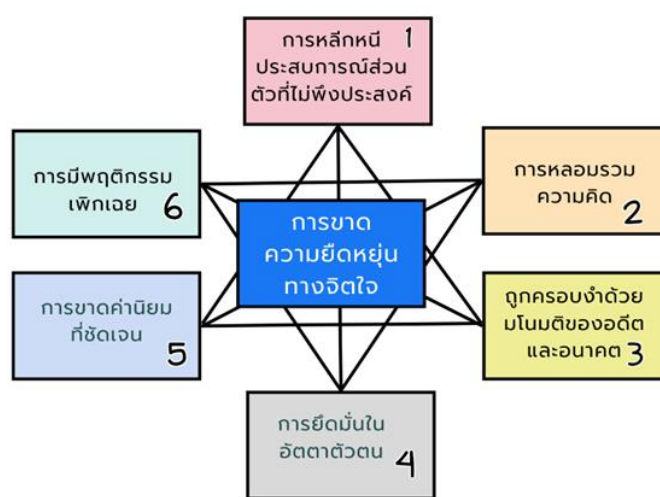 การหลีกหนี 1
ประสบการณ์ส่วน
ตัวที่ไม่พึงประสงค์
การหลอมรวม
ความคิด
2
ถูกครอบงำด้วย
มโนมติของอดีต
และอนาคต 3
การยึดมั่นใน
อัตตาตัวตน 4
การขาดค่านิยม
ที่ชัดเจน
5
การมีพฤติกรรม
เพิกเฉย
6
การขาด
ความยืดหยุ่น
ทางจิตใจ